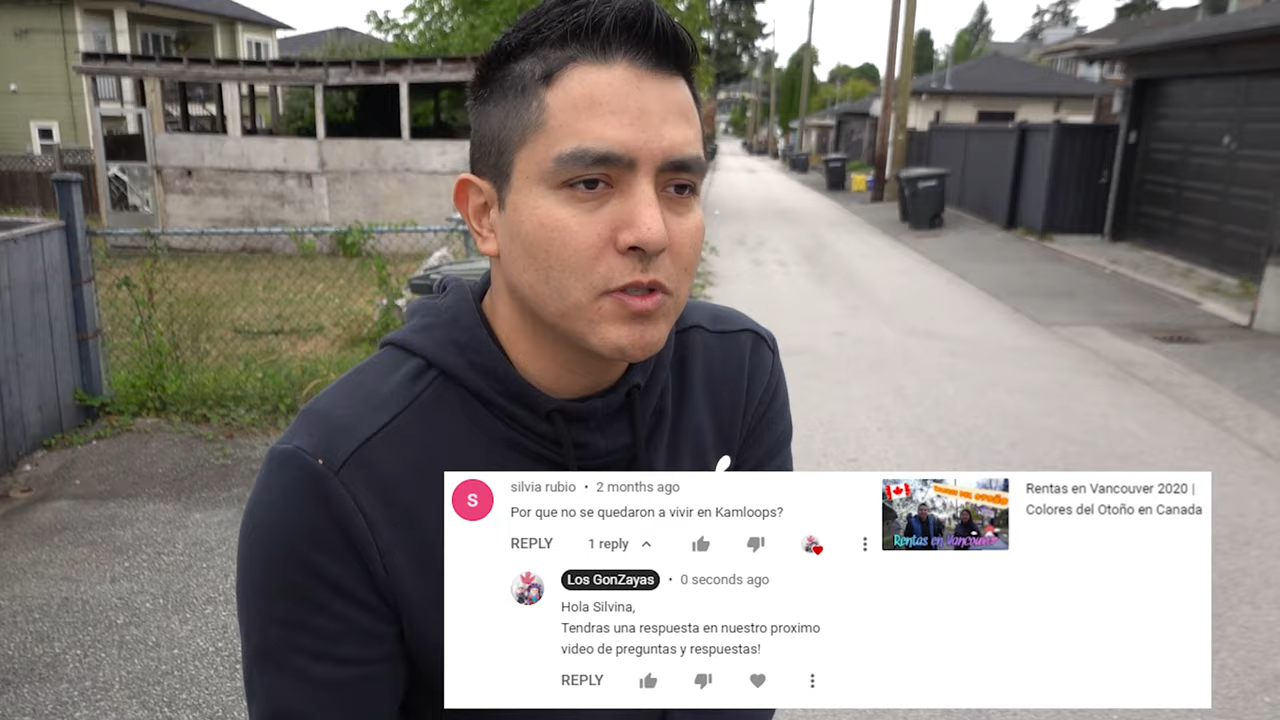 silvia rubio • 2 months ago
Por que no se quedaron a vivir en Kamloops?
REPLY 1 reply
S
Los GonZayas • 0 seconds ago
Hola Silvina,
Tendras una respuesta en nuestro proximo
video de preguntas y respuestas!
REPLY
Rentas en Vancouver
Rentas en Vancouver 2020 |
Colores del Otoño en Canada